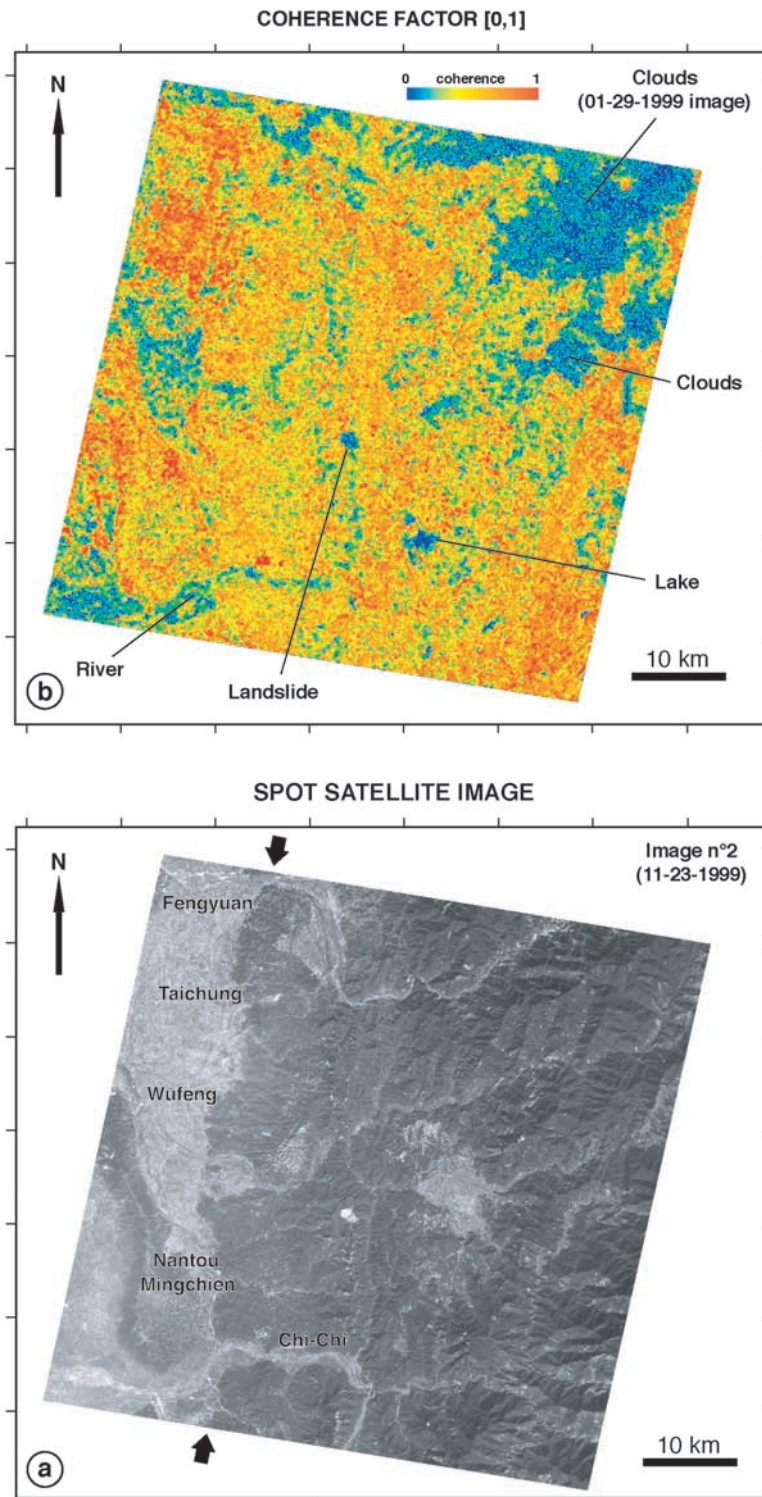 COHERENCE FACTOR [0,1]
N
0 coherence 1
Clouds
(01-29-1999 image)
Clouds
Lake
River
Landslide
10 km
b
SPOT SATELLITE IMAGE
N
Image n°2
(11-23-1999)
Fengyuan
Taichung
Wufeng
Nantou
Mingchien
Chi-Chi
10 km
a